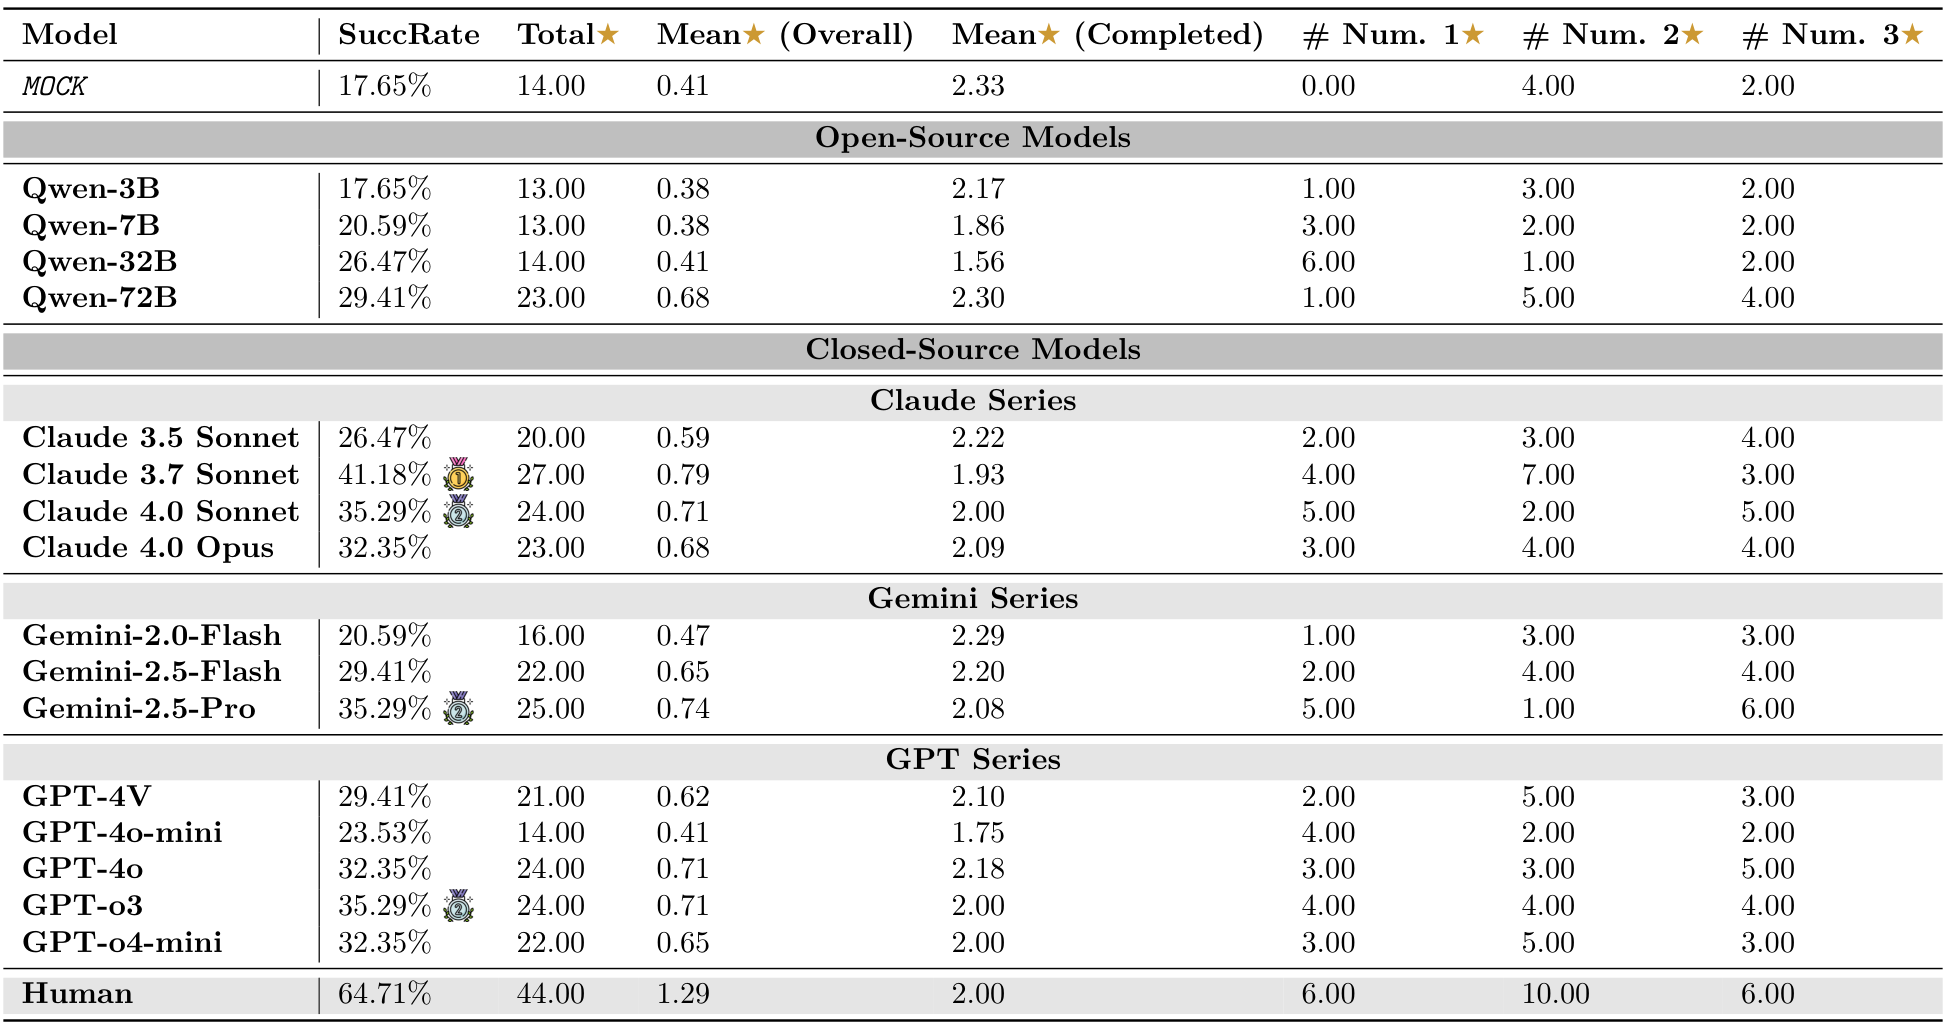 Model SuccRate Total★ Mean★ (Overall) Mean★ (Completed) # Num. 1★ # Num. 2★ # Num. 3★
MOCK 17.65% 14.00 0.41 2.33 0.00 4.00 2.00
Open-Source Models
Qwen-3B 17.65% 13.00 0.38 2.17 1.00 3.00 2.00
Qwen-7B 20.59% 13.00 0.38 1.86 3.00 2.00 2.00
Qwen-32B 26.47% 14.00 0.41 1.56 6.00 1.00 2.00
Qwen-72B 29.41% 23.00 0.68 2.30 1.00 5.00 4.00
Closed-Source Models
Claude Series
Claude 3.5 Sonnet 26.47% 20.00 0.59 2.22 2.00 3.00 4.00
Claude 3.7 Sonnet 41.18% 1 27.00 0.79 1.93 4.00 7.00 3.00
Claude 4.0 Sonnet 35.29% 2 24.00 0.71 2.00 5.00 2.00 5.00
Claude 4.0 Opus 32.35% 23.00 0.68 2.09 3.00 4.00 4.00
Gemini Series
Gemini-2.0-Flash 20.59% 16.00 0.47 2.29 1.00 3.00 3.00
Gemini-2.5-Flash 29.41% 22.00 0.65 2.20 2.00 4.00 4.00
Gemini-2.5-Pro 35.29% 2 25.00 0.74 2.08 5.00 1.00 6.00
GPT Series
GPT-4V 29.41% 21.00 0.62 2.10 2.00 5.00 3.00
GPT-4o-mini 23.53% 14.00 0.41 1.75 4.00 2.00 2.00
GPT-4o 32.35% 24.00 0.71 2.18 3.00 3.00 5.00
GPT-o3 35.29% 2 24.00 0.71 2.00 4.00 4.00 4.00
GPT-o4-mini 32.35% 22.00 0.65 2.00 3.00 5.00 3.00
Human 64.71% 44.00 1.29 2.00 6.00 10.00 6.00